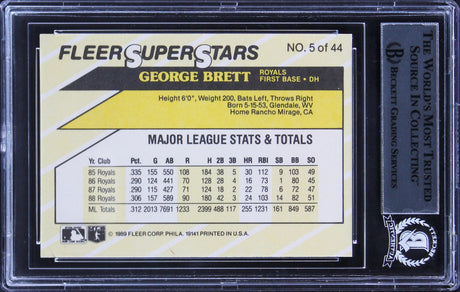 FLEER SUPERSTARS
NO. 5 of 44
GEORGE BRETT
ROYALS
FIRST BASE • DH
Height 6'0", Weight 200, Bats Left, Throws Right
Born 5-15-53, Glendale, WV
Home Rancho Mirage, CA
MAJOR LEAGUE STATS & TOTALS
Yr. Club Pct. G AB R H 2B 3B HR RBI SB BB SO
85 Royals .335 155 550 108 184 38 5 30 112 9 103 49
86 Royals .290 124 441 70 128 28 4 16 73 1 80 45
87 Royals .290 115 427 71 124 18 2 22 78 6 72 47
88 Royals .306 157 589 90 180 42 3 24 103 14 82 51
ML Totals .312 2013 7691 1233 2399 488 117 255 1231 161 849 587
© 1989 FLEER CORP. PHILA. 19141 PRINTED IN U.S.A.
THE WORLD'S MOST TRUSTED
SOURCE IN COLLECTING™
BECKETT GRADING SERVICES
BECKETT
AUTHENTICATED